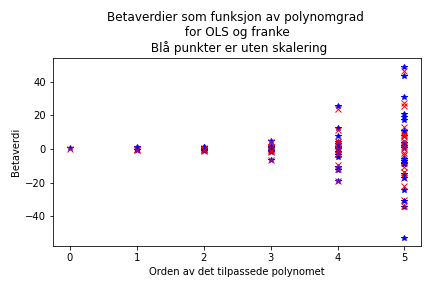 Betaverdier som funksjon av polynomgrad
for OLS og franke
Blå punkter er uten skalering
Betaverdi
40
20
0
−20
−40
0 1 2 3 4 5
Orden av det tilpassede polynomet